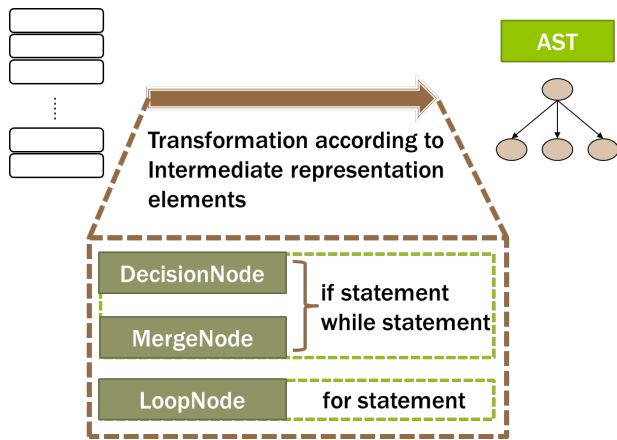 AST
Transformation according to
Intermediate representation
elements
DecisionNode
MergeNode
if statement
while statement
LoopNode
for statement